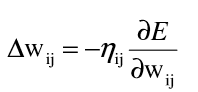 Δw_ij = −η_ij ∂E/∂w_ij